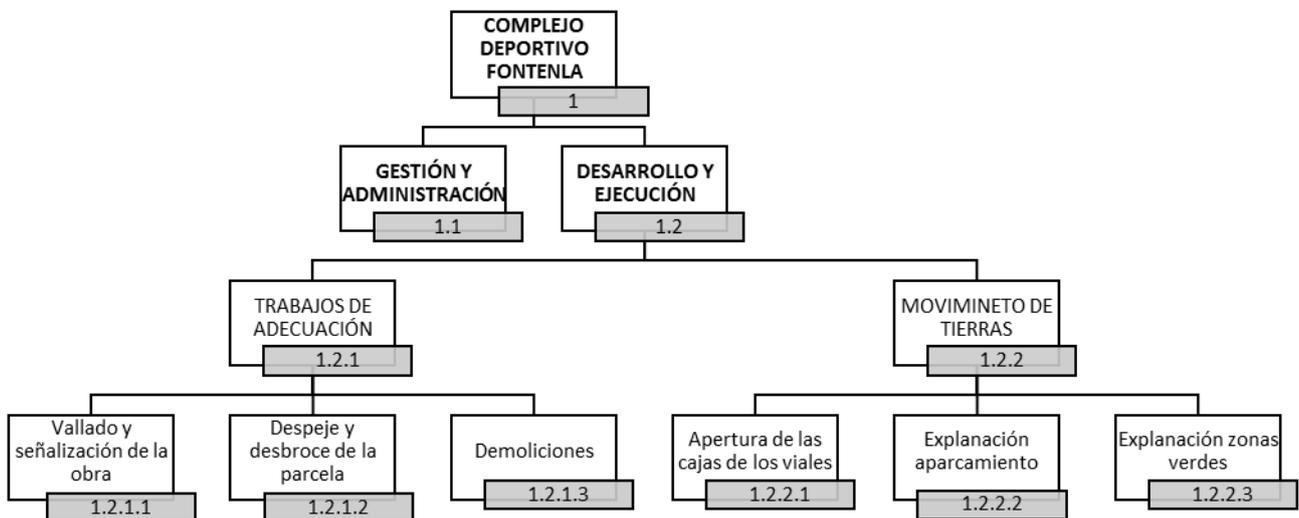 COMPLEJO
DEPORTIVO
FONTENLA
1
GESTIÓN Y
ADMINISTRACIÓN
1.1
DESARROLLO Y
EJECUCIÓN
1.2
TRABAJOS DE
ADECUACIÓN
1.2.1
MOVIMINETO DE
TIERRAS
1.2.2
Vallado y
señalización de la
obra
1.2.1.1
Despeje y
desbroce de la
parcela
1.2.1.2
Demoliciones
1.2.1.3
Apertura de las
cajas de los viales
1.2.2.1
Explanación
aparcamiento
1.2.2.2
Explanación zonas
verdes
1.2.2.3